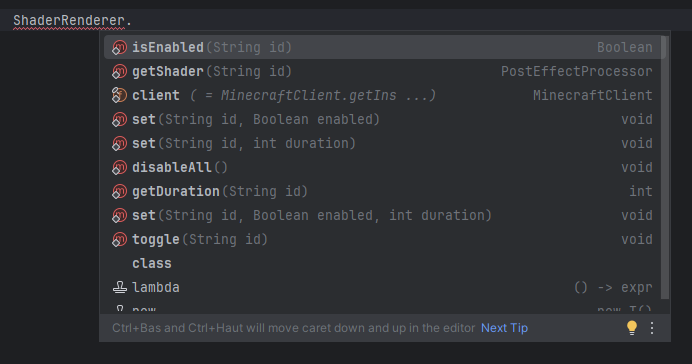 ShaderRenderer.
isEnabled(String id) Boolean
getShader(String id) PostEffectProcessor
client ( = MinecraftClient.getIns ...) MinecraftClient
set(String id, Boolean enabled) void
set(String id, int duration) void
disableAll() void
getDuration(String id) int
set(String id, Boolean enabled, int duration) void
toggle(String id) void
class
lambda () -> expr
new new T()
Ctrl+Bas and Ctrl+Haut will move caret down and up in the editor Next Tip